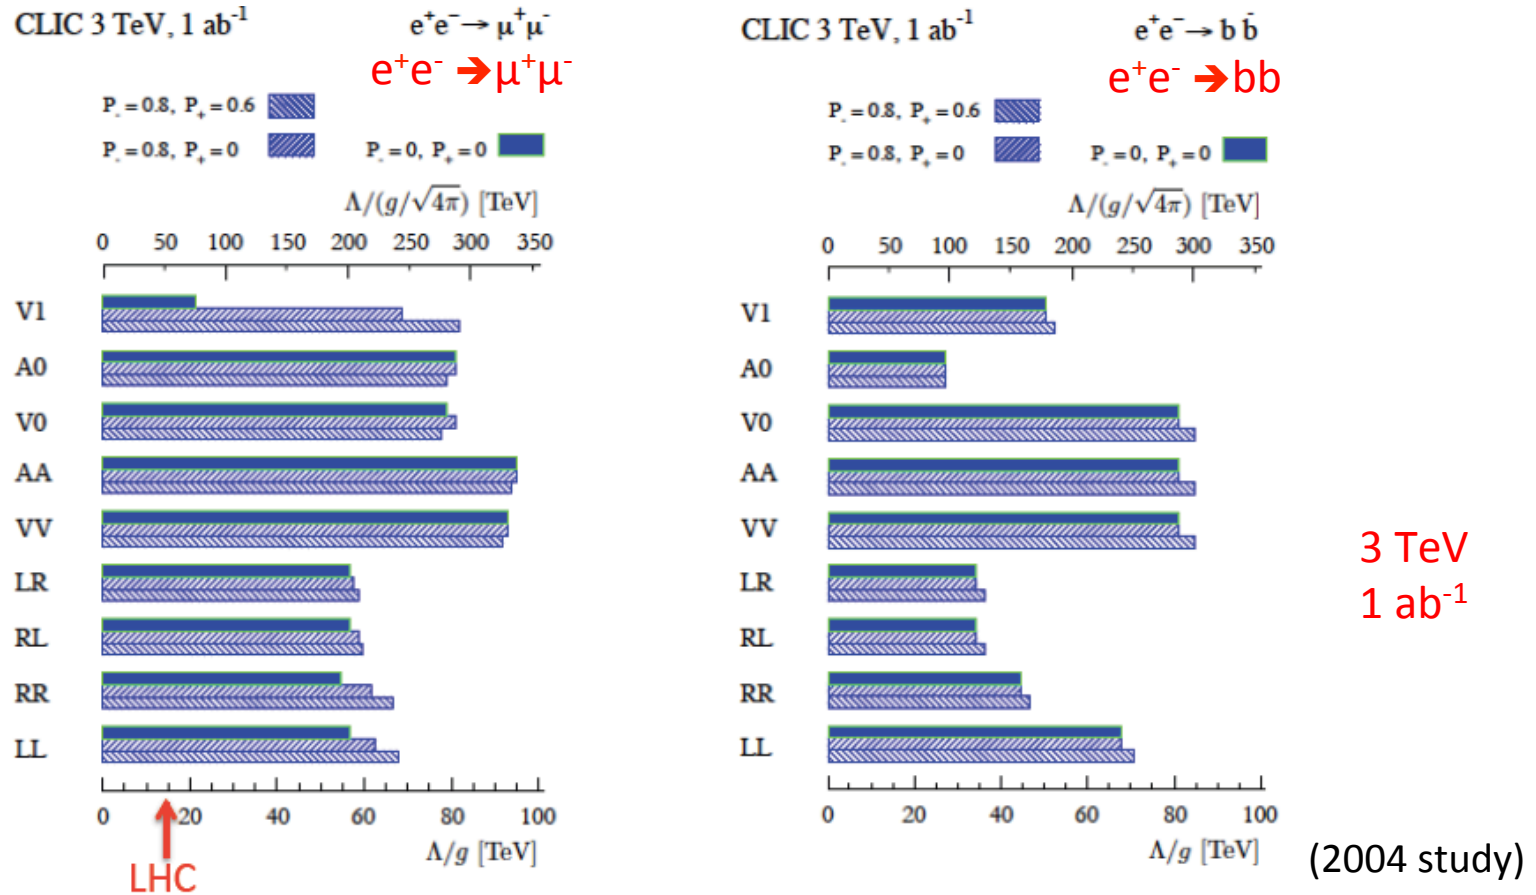 CLIC 3 TeV, 1 ab⁻¹ e⁺e⁻→ μ⁺μ⁻
e⁺e⁻ ➔μ⁺μ⁻
P₋ = 0.8, P₊ = 0.6
P₋ = 0.8, P₊ = 0 P₋ = 0, P₊ = 0
Λ/(g/√4π) [TeV]
0 50 100 150 200 250 300 350
V1
A0
V0
AA
VV
LR
RL
RR
LL
0 20 40 60 80 100
Λ/g [TeV]
LHC
CLIC 3 TeV, 1 ab⁻¹ e⁺e⁻→ b b̄
e⁺e⁻ ➔bb
P₋ = 0.8, P₊ = 0.6
P₋ = 0.8, P₊ = 0 P₋ = 0, P₊ = 0
Λ/(g/√4π) [TeV]
0 50 100 150 200 250 300 350
V1
A0
V0
AA
VV
LR
RL
RR
LL
0 20 40 60 80 100
Λ/g [TeV]
3 TeV
1 ab⁻¹
(2004 study)